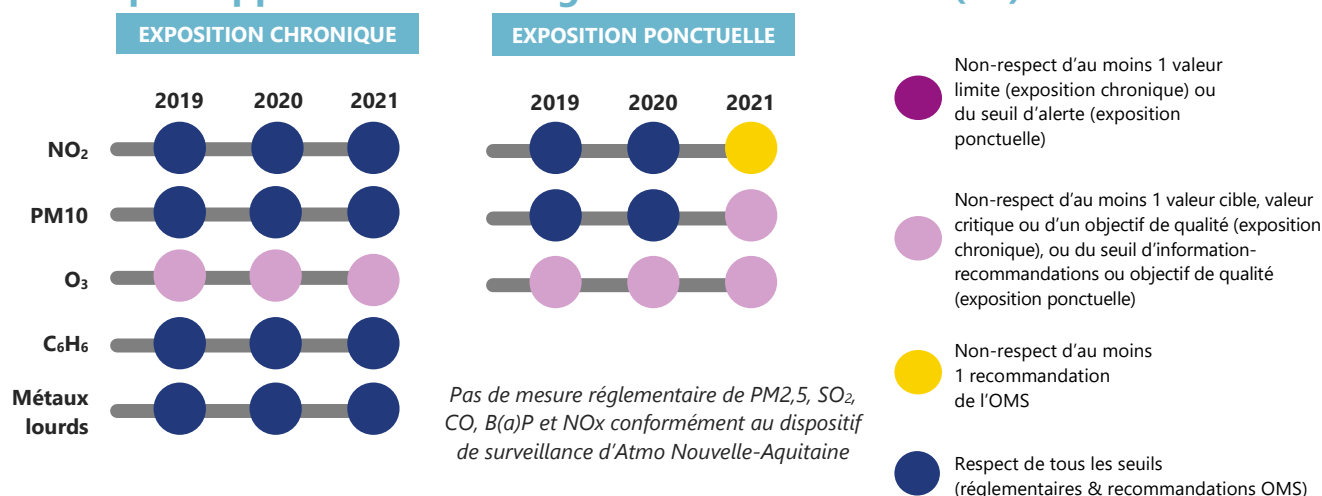 EXPOSITION CHRONIQUE
EXPOSITION PONCTUELLE
2019 2020 2021
2019 2020 2021
NO₂
PM10
O₃
C₆H₆
Métaux
lourds
Pas de mesure réglementaire de PM2,5, SO₂,
CO, B(a)P et NOx conformément au dispositif
de surveillance d'Atmo Nouvelle-Aquitaine
Non-respect d'au moins 1 valeur
limite (exposition chronique) ou
du seuil d'alerte (exposition
ponctuelle)
Non-respect d'au moins 1 valeur cible, valeur
critique ou d'un objectif de qualité (exposition
chronique), ou du seuil d'information-
recommandations ou objectif de qualité
(exposition ponctuelle)
Non-respect d'au moins
1 recommandation
de l'OMS
Respect de tous les seuils
(réglementaires & recommandations OMS)